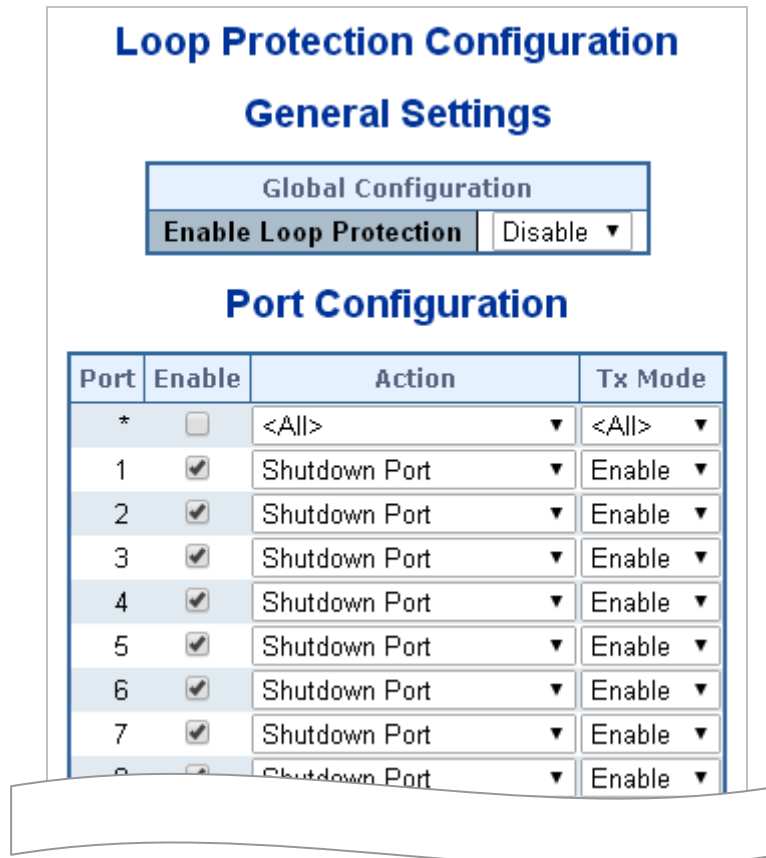 Loop Protection Configuration
General Settings
Global Configuration
Enable Loop Protection Disable
Port Configuration
Port Enable Action Tx Mode
* <All> <All>
1 Shutdown Port Enable
2 Shutdown Port Enable
3 Shutdown Port Enable
4 Shutdown Port Enable
5 Shutdown Port Enable
6 Shutdown Port Enable
7 Shutdown Port Enable
Shutdown Port Enable